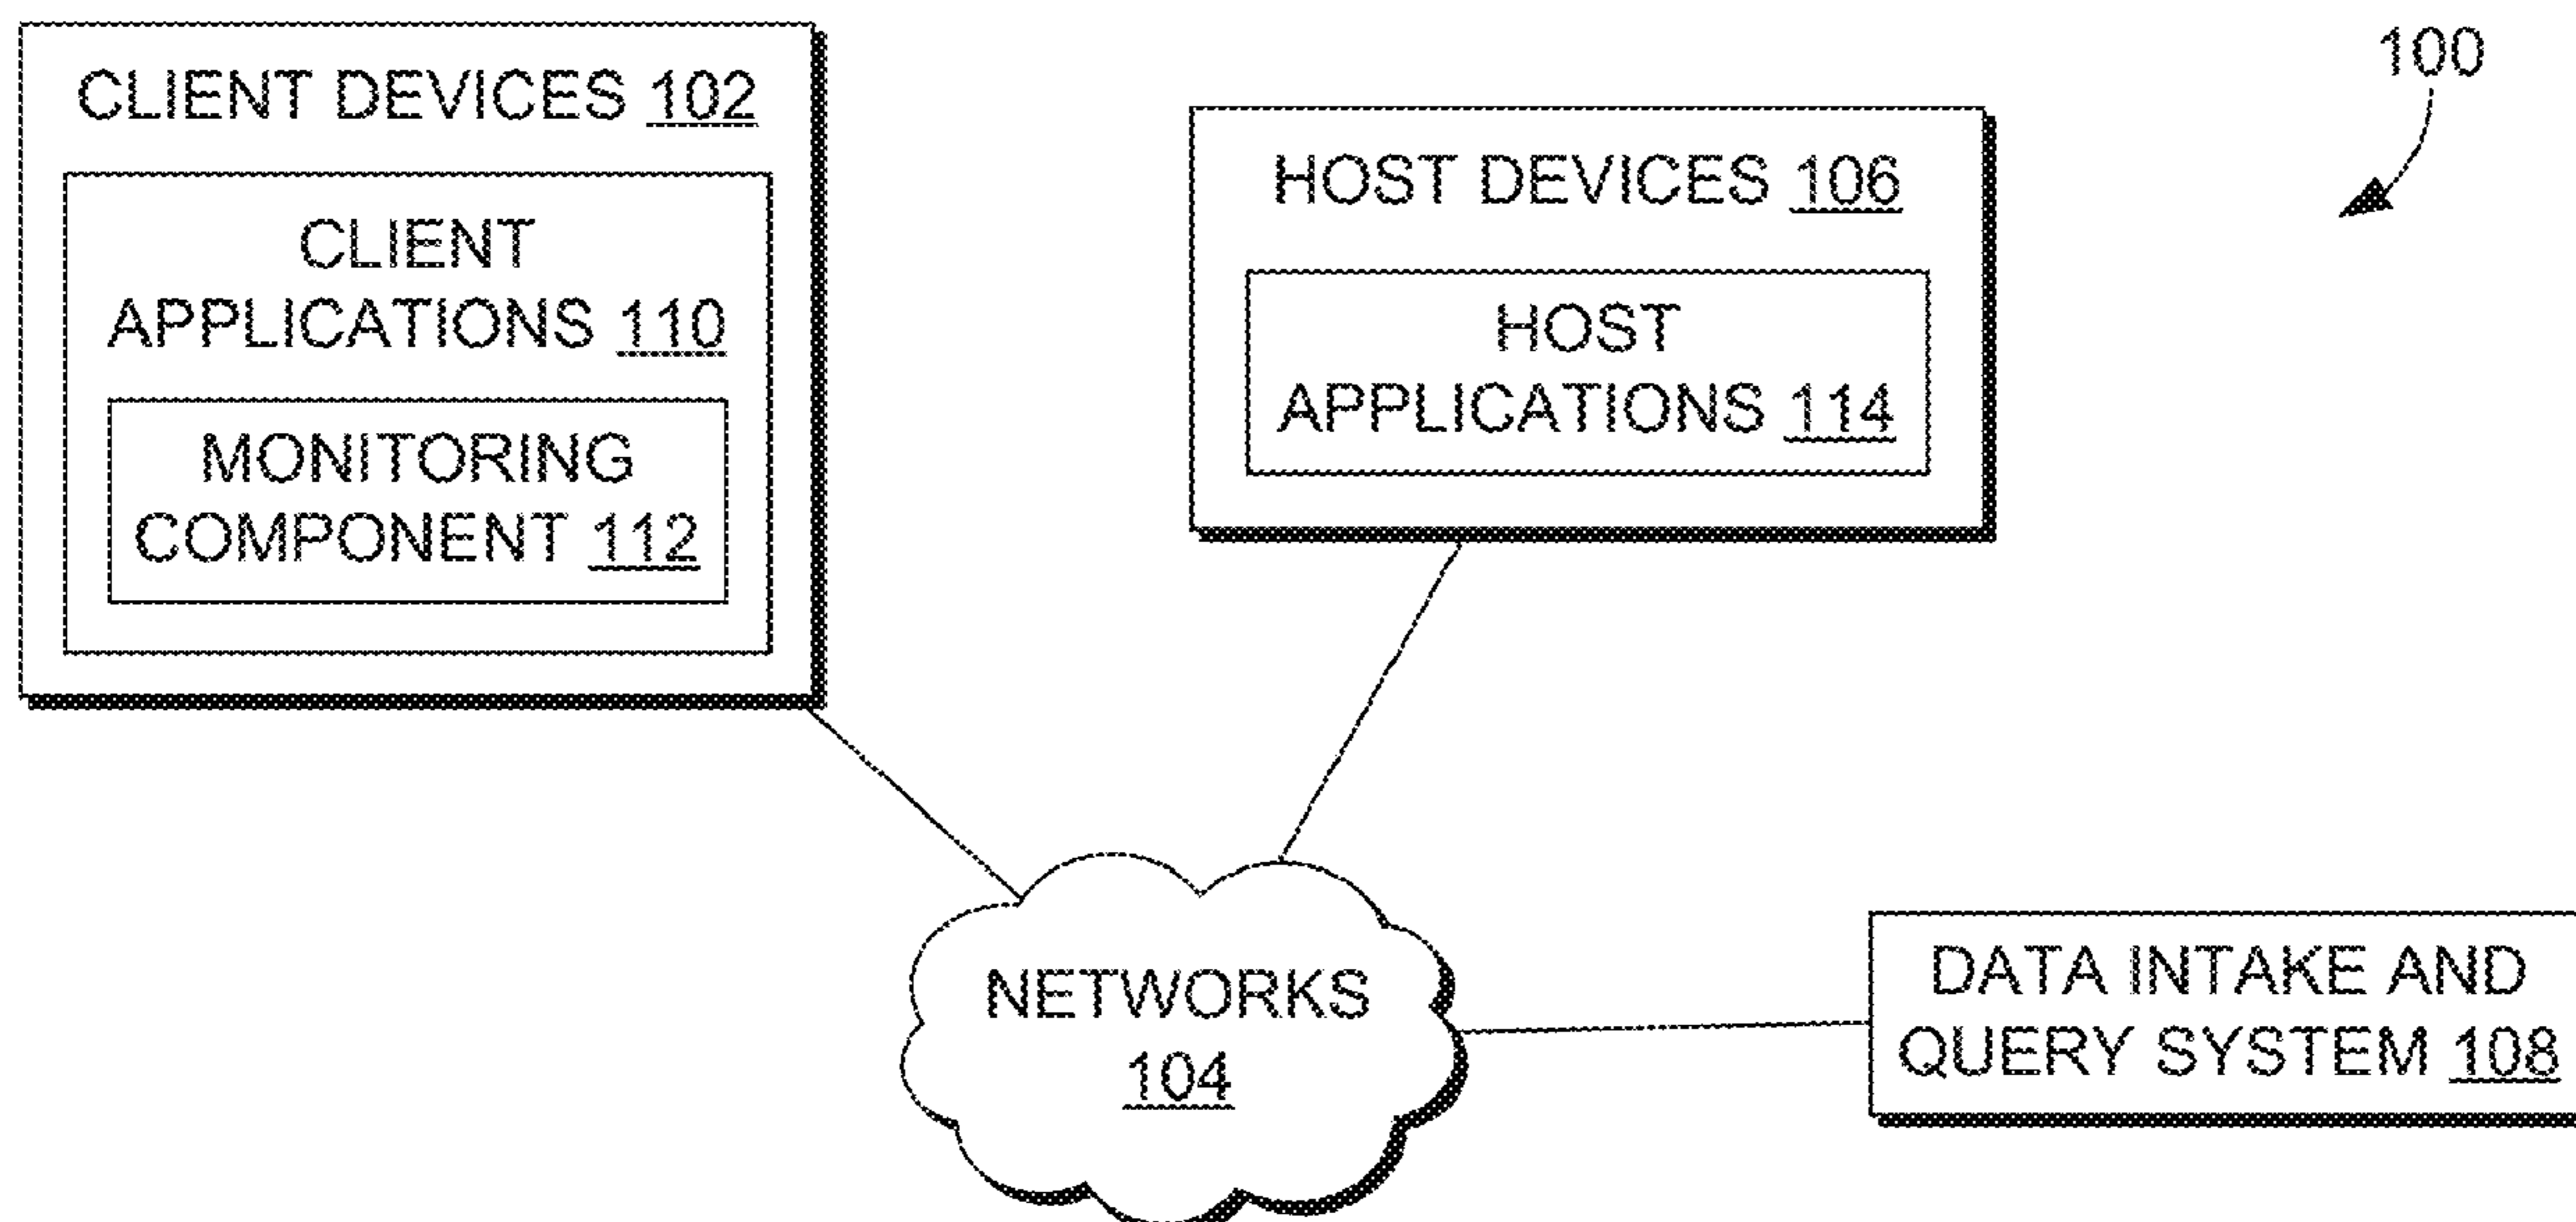 100
CLIENT DEVICES 102
CLIENT
APPLICATIONS 110
MONITORING
COMPONENT 112
HOST DEVICES 106
HOST
APPLICATIONS 114
NETWORKS
104
DATA INTAKE AND
QUERY SYSTEM 108